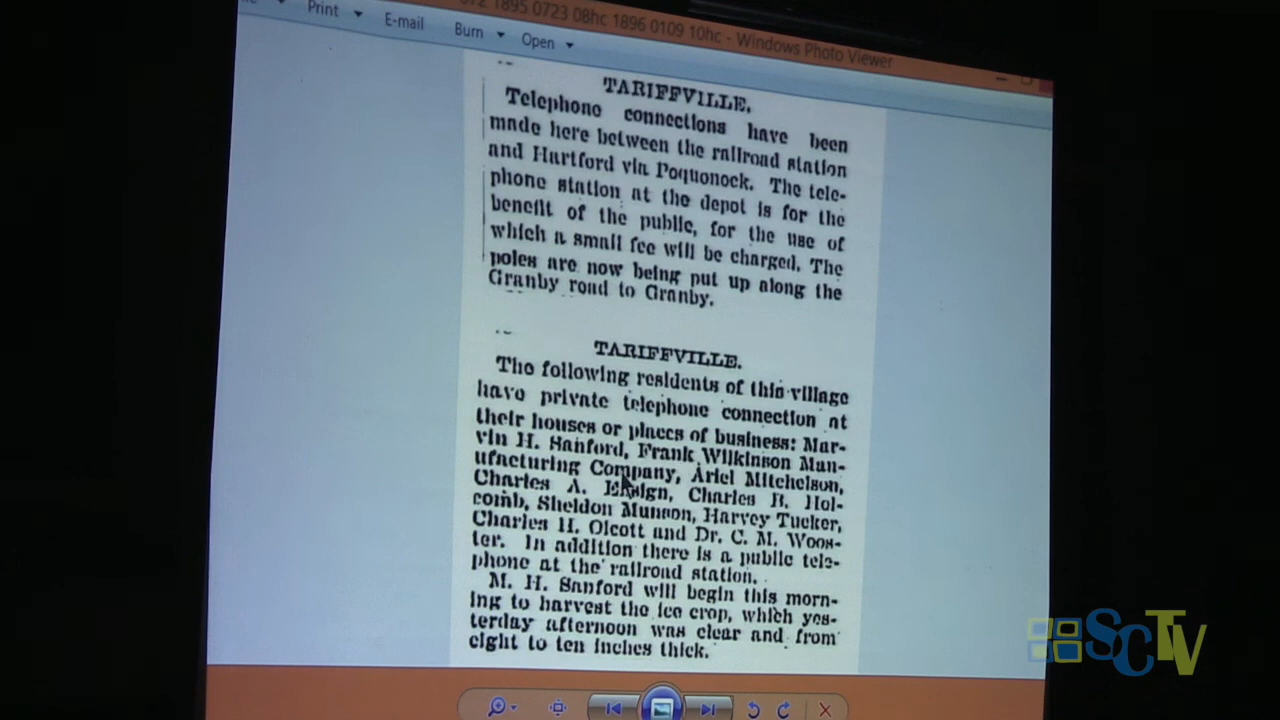 Print E-mail Burn Open
1895 0723 08hc 1896 0109 10hc - Windows Photo Viewer
TARIFFVILLE.
Telephone connections have been
made here between the railroad station
and Hartford via Poquonock. The tele-
phone station at the depot is for the
benefit of the public, for the use of
which a small fee will be charged. The
poles are now being put up along the
Granby road to Granby.
TARIFFVILLE.
The following residents of this village
have private telephone connection at
their houses or places of business: Mar-
vin H. Sanford, Frank Wilkinson Man-
ufacturing Company, Ariel Mitchelson,
Charles A. Ensign, Charles B. Hol-
comb, Sheldon Munson, Harvey Tucker,
Charles H. Olcott and Dr. C. M. Woos-
ter. In addition there is a public tele-
phone at the railroad station.
M. H. Sanford will begin this morn-
ing to harvest the ice crop, which yes-
terday afternoon was clear and from
eight to ten inches thick.
SCTV